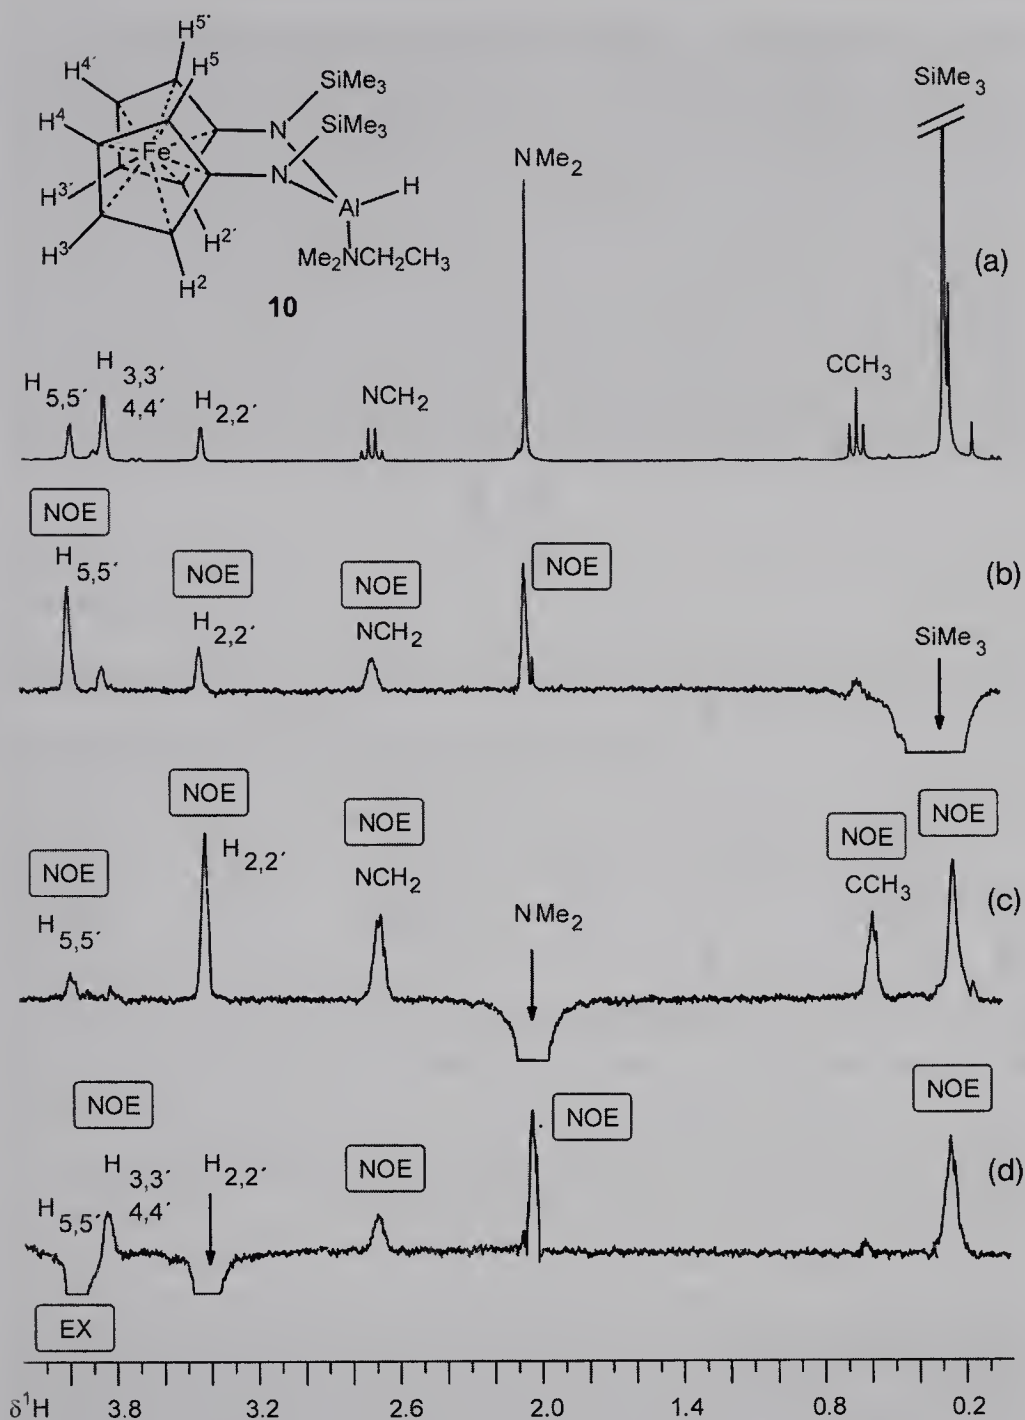 H5'
H4' H5 SiMe3
H4 N SiMe3
Fe N H
H3' Al
H3 H2' Me2NCH2CH3
H2
10
SiMe3
NMe2
(a)
H5,5' H3,3' 4,4' H2,2' NCH2 CCH3
NOE NOE NOE NOE
(b)
H5,5' H2,2' NCH2 SiMe3
NOE NOE NOE NOE NOE
(c)
H5,5' H2,2' NCH2 NMe2 CCH3
NOE NOE NOE NOE
(d)
H5,5' H3,3' 4,4' H2,2'
EX
δ1H 3.8 3.2 2.6 2.0 1.4 0.8 0.2